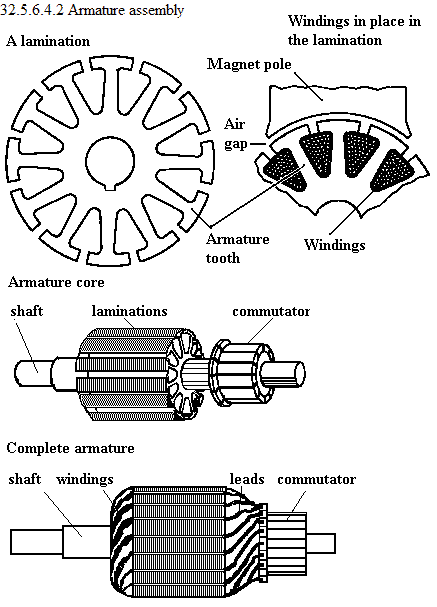 32.5.6.4.2 Armature assembly
A lamination
Windings in place in
the lamination
Magnet pole
Air
gap
Armature
tooth
Windings
Armature core
shaft
laminations
commutator
Complete armature
shaft
windings
leads
commutator